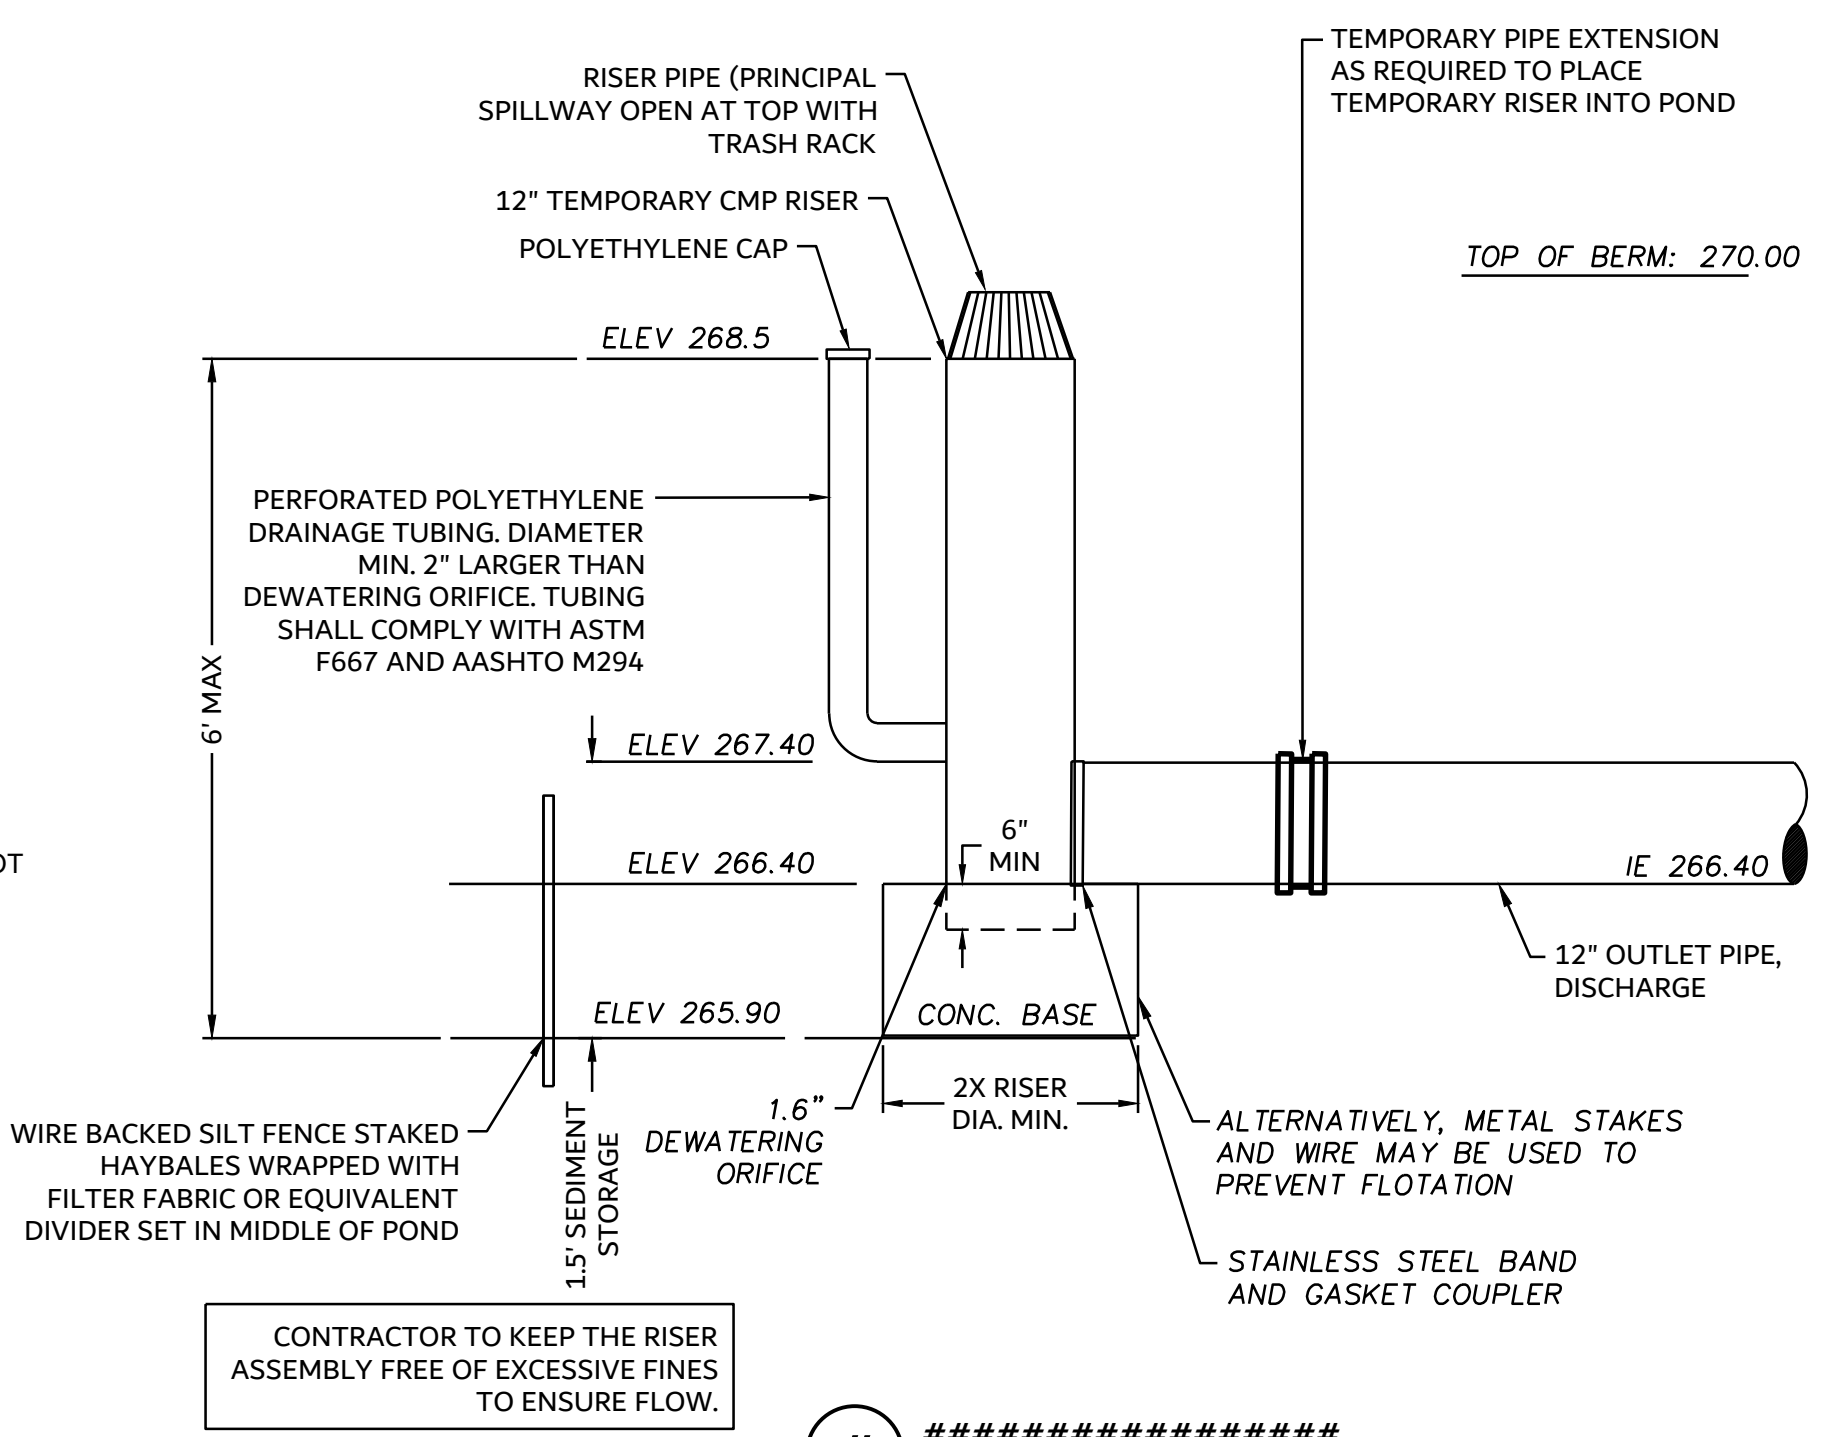 TEMPORARY PIPE EXTENSION
AS REQUIRED TO PLACE
TEMPORARY RISER INTO POND
RISER PIPE (PRINCIPAL
SPILLWAY OPEN AT TOP WITH
TRASH RACK
12" TEMPORARY CMP RISER
POLYETHYLENE CAP
TOP OF BERM: 270.00
ELEV 268.5
PERFORATED POLYETHYLENE
DRAINAGE TUBING. DIAMETER
MIN. 2" LARGER THAN
DEWATERING ORIFICE. TUBING
SHALL COMPLY WITH ASTM
F667 AND AASHTO M294
6' MAX
ELEV 267.40
6"
MIN
OT
ELEV 266.40
IE 266.40
12" OUTLET PIPE,
DISCHARGE
ELEV 265.90
CONC. BASE
2X RISER
DIA. MIN.
1.6”
DEWATERING
ORIFICE
1.5' SEDIMENT
STORAGE
WIRE BACKED SILT FENCE STAKED
HAYBALES WRAPPED WITH
FILTER FABRIC OR EQUIVALENT
DIVIDER SET IN MIDDLE OF POND
ALTERNATIVELY, METAL STAKES
AND WIRE MAY BE USED TO
PREVENT FLOTATION
STAINLESS STEEL BAND
AND GASKET COUPLER
CONTRACTOR TO KEEP THE RISER
ASSEMBLY FREE OF EXCESSIVE FINES
TO ENSURE FLOW.
#################